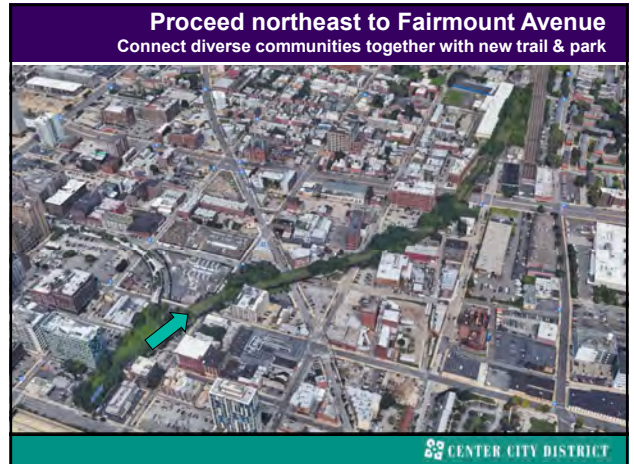 Proceed northeast to Fairmount Avenue
Connect diverse communities together with new trail & park
CENTER CITY DISTRICT